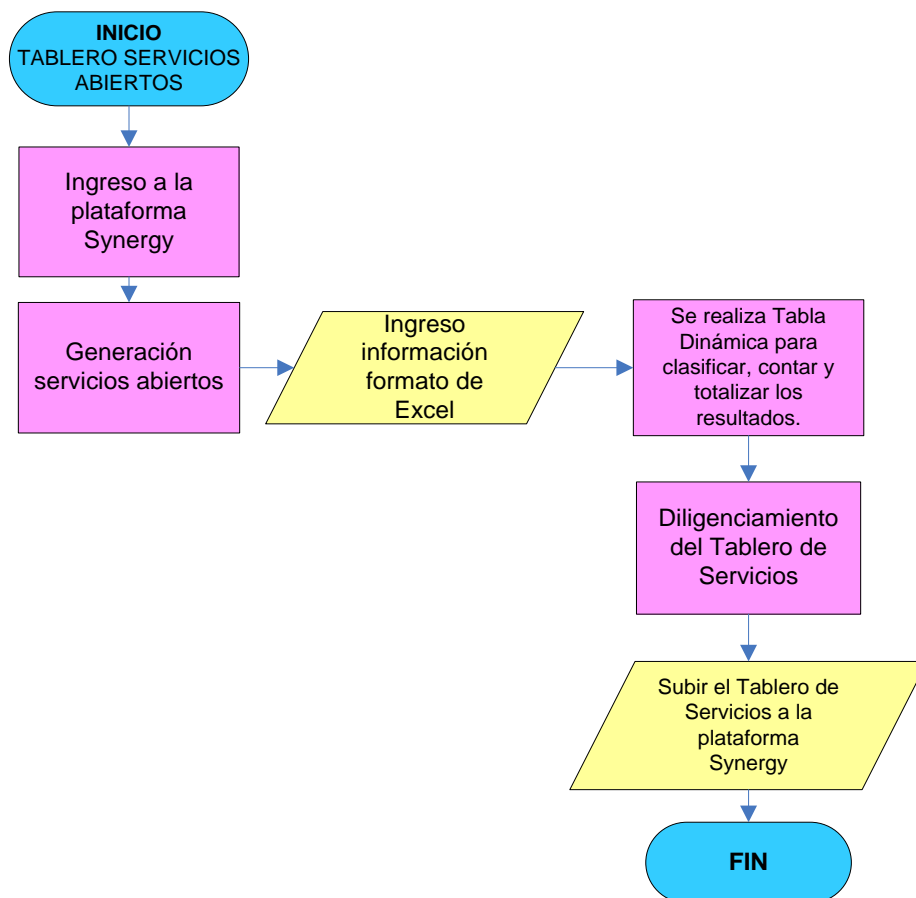 INICIO
TABLERO SERVICIOS
ABIERTOS
Ingreso a la
plataforma
Synergy
Generación
servicios abiertos
Ingreso
información
formato de
Excel
Se realiza Tabla
Dinámica para
clasificar, contar y
totalizar los
resultados.
Diligenciamiento
del Tablero de
Servicios
Subir el Tablero de
Servicios a la
plataforma
Synergy
FIN